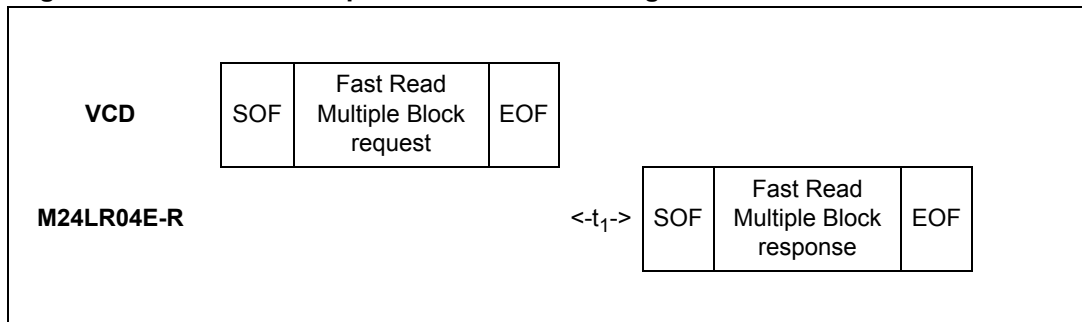 VCD
SOF
Fast Read
Multiple Block
request
EOF
M24LR04E-R
<-t1->
SOF
Fast Read
Multiple Block
response
EOF